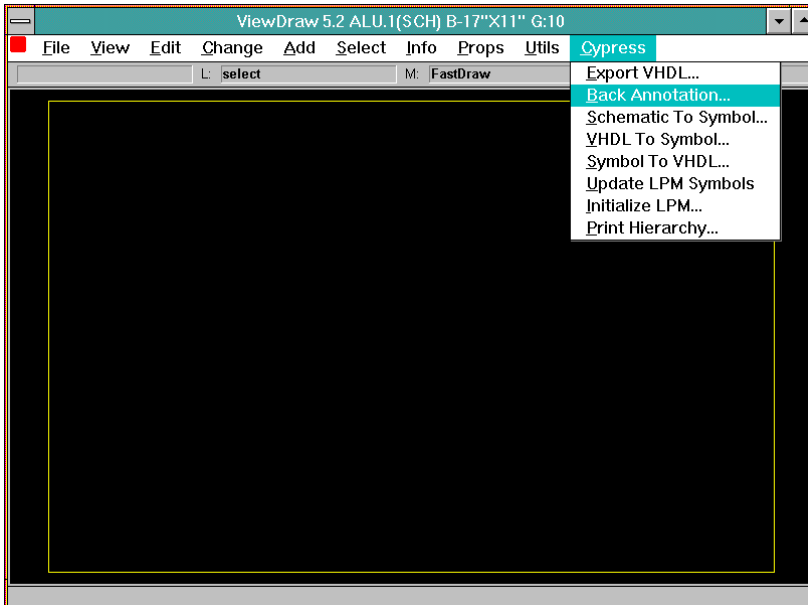 ViewDraw 5.2 ALU.1(SCH) B-17"X11" G:10
File View Edit Change Add Select Info Props Utils Cypress
L: select M: FastDraw
Export VHDL...
Back Annotation...
Schematic To Symbol...
VHDL To Symbol...
Symbol To VHDL...
Update LPM Symbols
Initialize LPM...
Print Hierarchy...